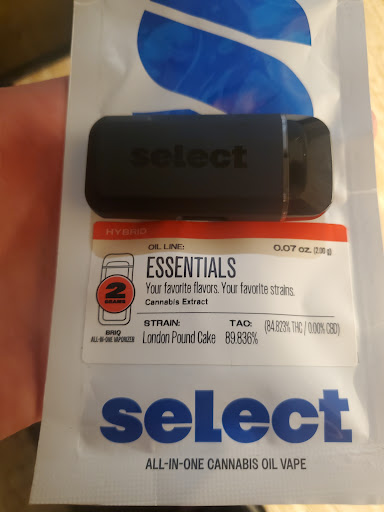 select
HYBRID
OIL LINE: 0.07 oz. (2.00 g)
ESSENTIALS
Your favorite flavors. Your favorite strains.
Cannabis Extract
2
GRAMS
BRIQ
ALL-IN-ONE VAPORIZER
STRAIN: TAC: (84.823% THC / 0.00% CBD)
London Pound Cake 89.836%
select
ALL-IN-ONE CANNABIS OIL VAPE